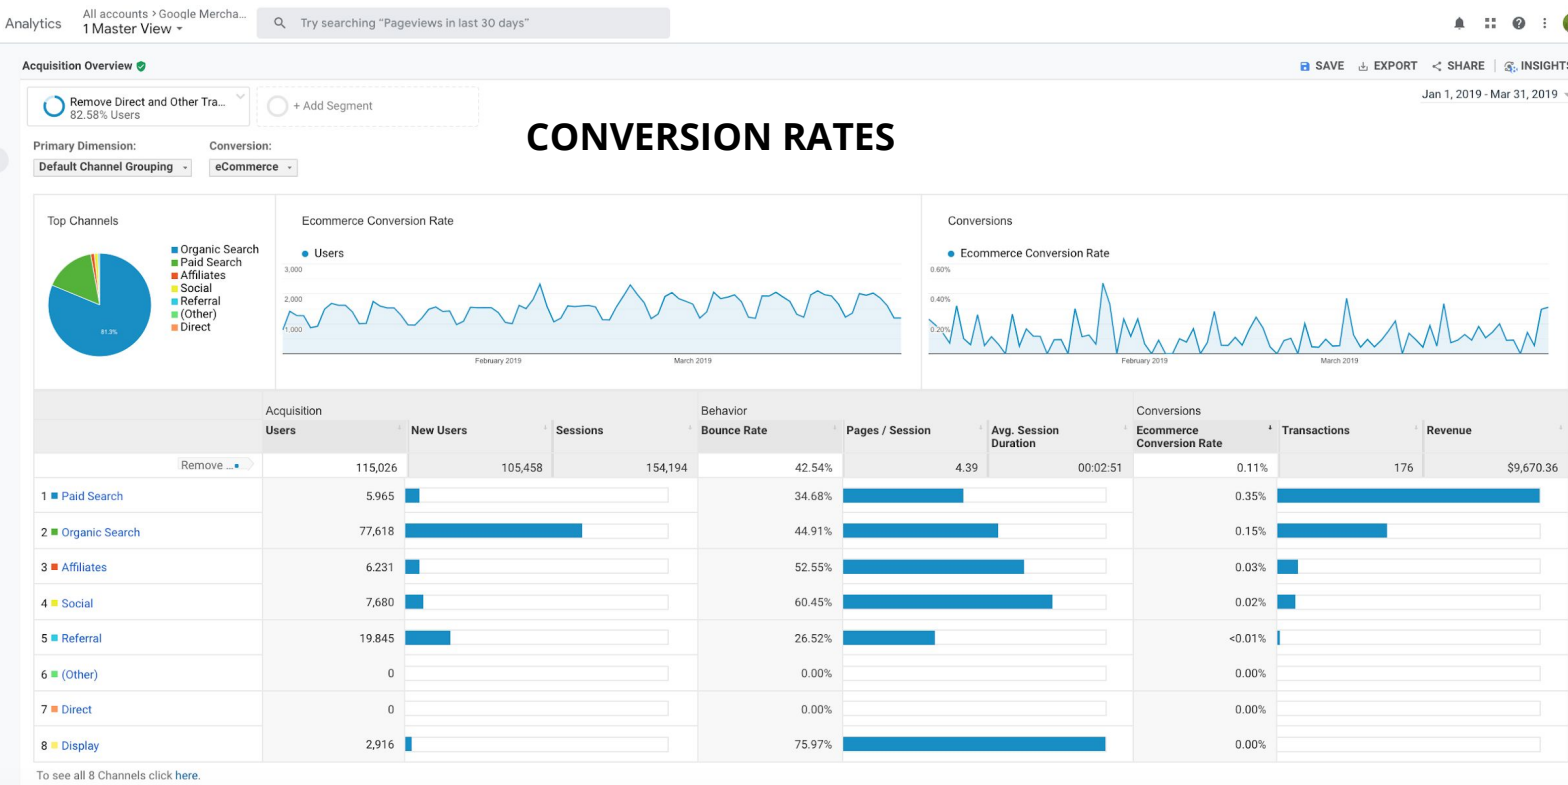 Analytics
All accounts > Google Mercha...
1 Master View
Try searching “Pageviews in last 30 days”
Acquisition Overview
SAVE EXPORT SHARE INSIGHTS
Jan 1, 2019 - Mar 31, 2019
Remove Direct and Other Tra...
82.58% Users
+ Add Segment
CONVERSION RATES
Primary Dimension: Conversion:
Default Channel Grouping eCommerce
Top Channels
Organic Search
Paid Search
Affiliates
Social
Referral
(Other)
Direct
81.3%
Ecommerce Conversion Rate
Users
3,000
2,000
1,000
February 2019 March 2019
Conversions
Ecommerce Conversion Rate
0.60%
0.40%
0.20%
February 2019 March 2019
Acquisition Behavior Conversions
Users New Users Sessions Bounce Rate Pages / Session Avg. Session Duration Ecommerce Conversion Rate Transactions Revenue
Remove ... 115,026 105,458 154,194 42.54% 4.39 00:02:51 0.11% 176 $9,670.36
1 Paid Search 5.965 34.68% 0.35%
2 Organic Search 77,618 44.91% 0.15%
3 Affiliates 6.231 52.55% 0.03%
4 Social 7,680 60.45% 0.02%
5 Referral 19.845 26.52% <0.01%
6 (Other) 0 0.00% 0.00%
7 Direct 0 0.00% 0.00%
8 Display 2,916 75.97% 0.00%
To see all 8 Channels click here.